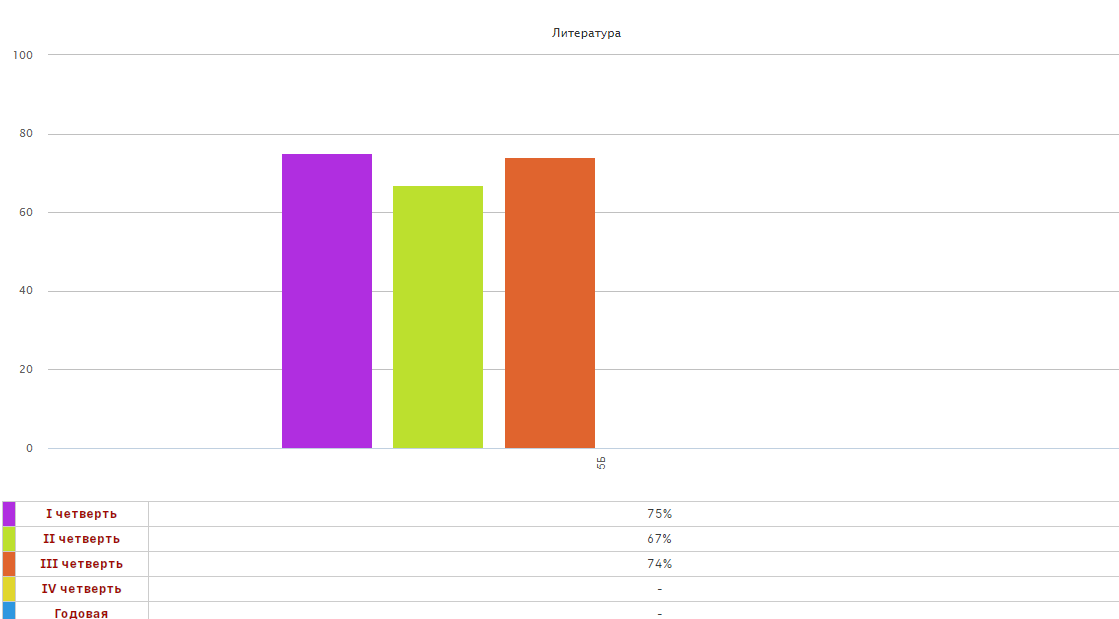 Литература
100
80
60
40
20
0
5Б
I четверть 75%
II четверть 67%
III четверть 74%
IV четверть -
Годовая -